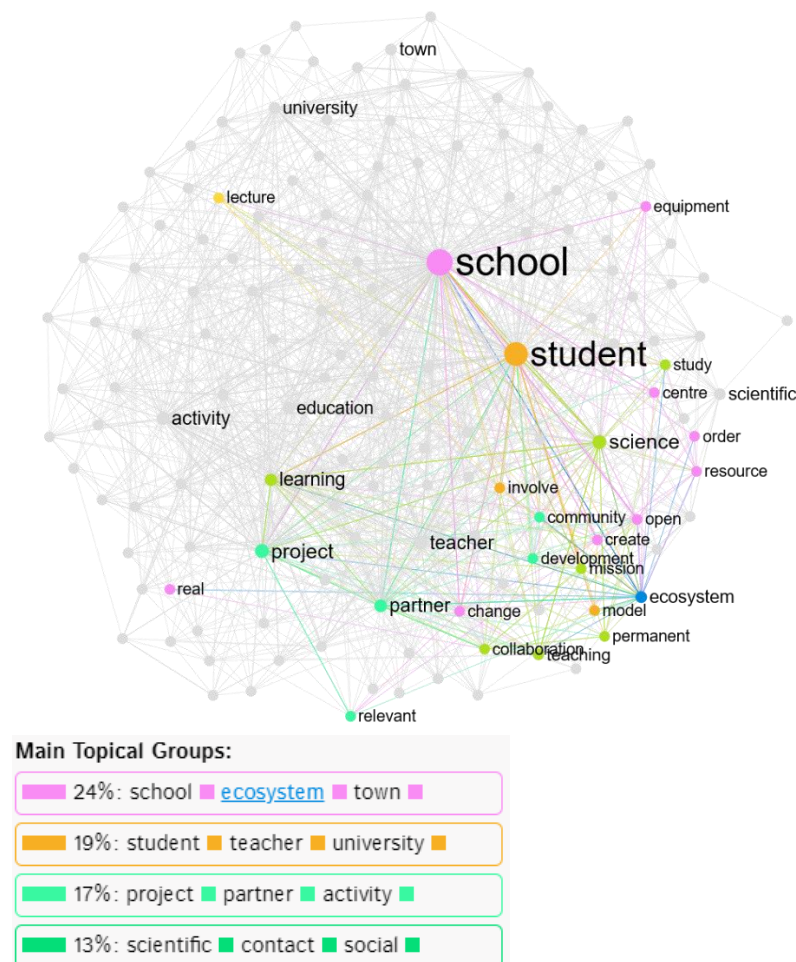 town
university
lecture
equipment
school
student
study
centre
scientific
education
activity
order
science
resource
learning
involve
community
open
teacher
create
project
development
mission
real
ecosystem
partner
change
model
permanent
collaboration
teaching
relevant
Main Topical Groups:
24%: school ecosystem town
19%: student teacher university
17%: project partner activity
13%: scientific contact social